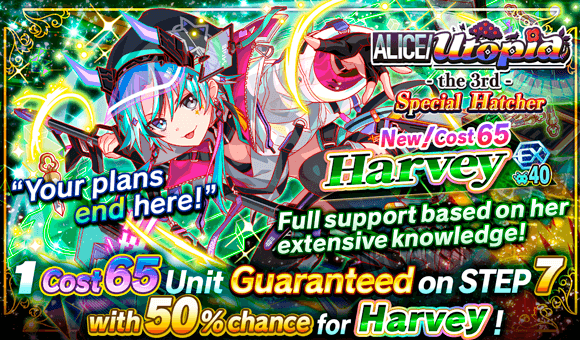 ALICE/Utopia
- the 3rd -
Special Hatcher
New! Cost 65
Harvey EX ∞40
“Your plans
end here!”
Full support based on her
extensive knowledge!
1 Cost 65 Unit Guaranteed on STEP 7
with 50% chance for Harvey!